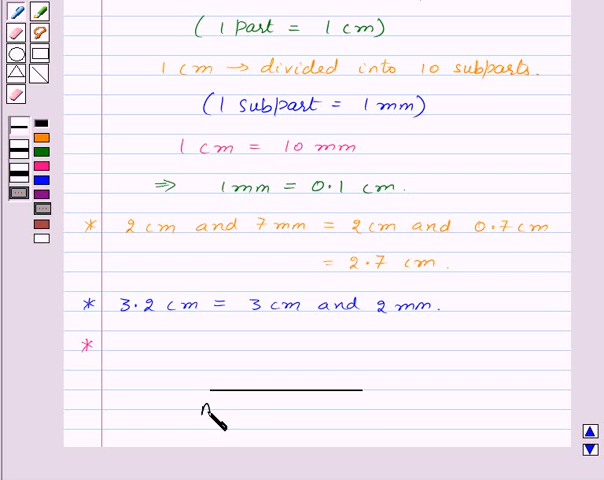 ( 1 part = 1 cm )
1 cm → divided into 10 subparts.
( 1 subpart = 1 mm )
1 cm = 10 mm
⇒ 1 mm = 0.1 cm.
* 2 cm and 7 mm = 2 cm and 0.7 cm
= 2.7 cm.
* 3.2 cm = 3 cm and 2 mm.
*